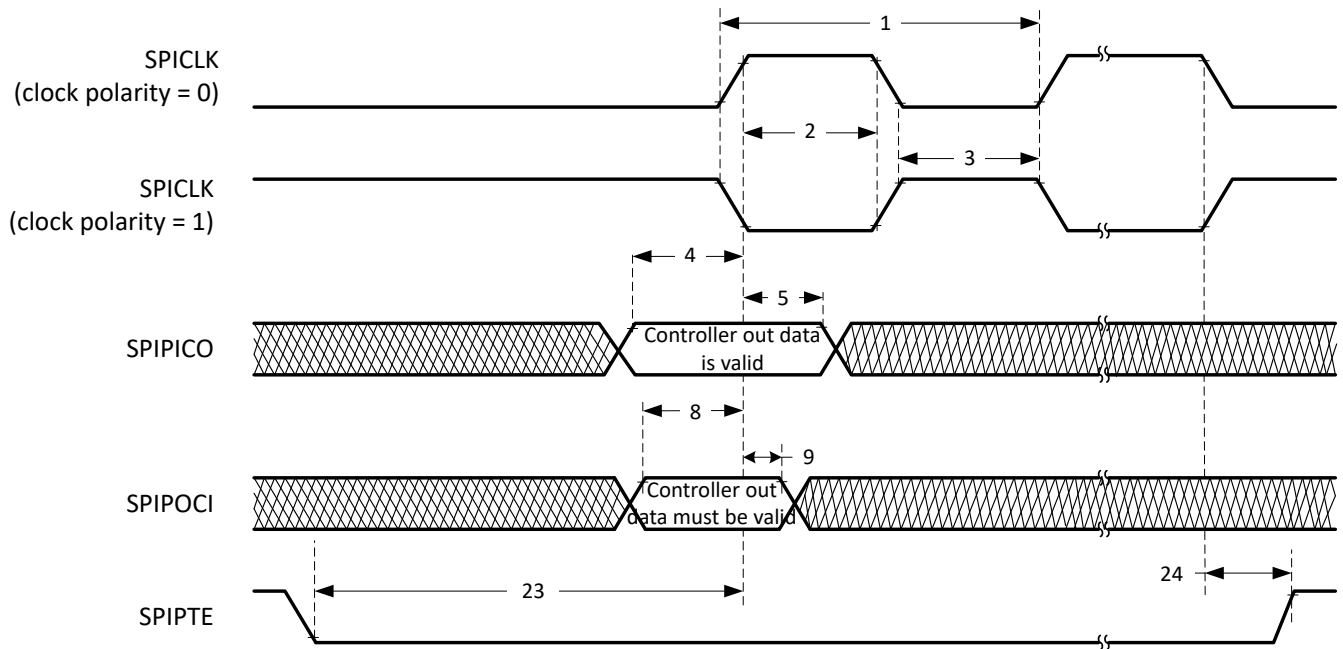 1
SPICLK
(clock polarity = 0)
2
3
SPICLK
(clock polarity = 1)
4
5
SPIPICO
Controller out data
is valid
8
9
SPIPOCI
Controller out
data must be valid
23
24
SPIPTE